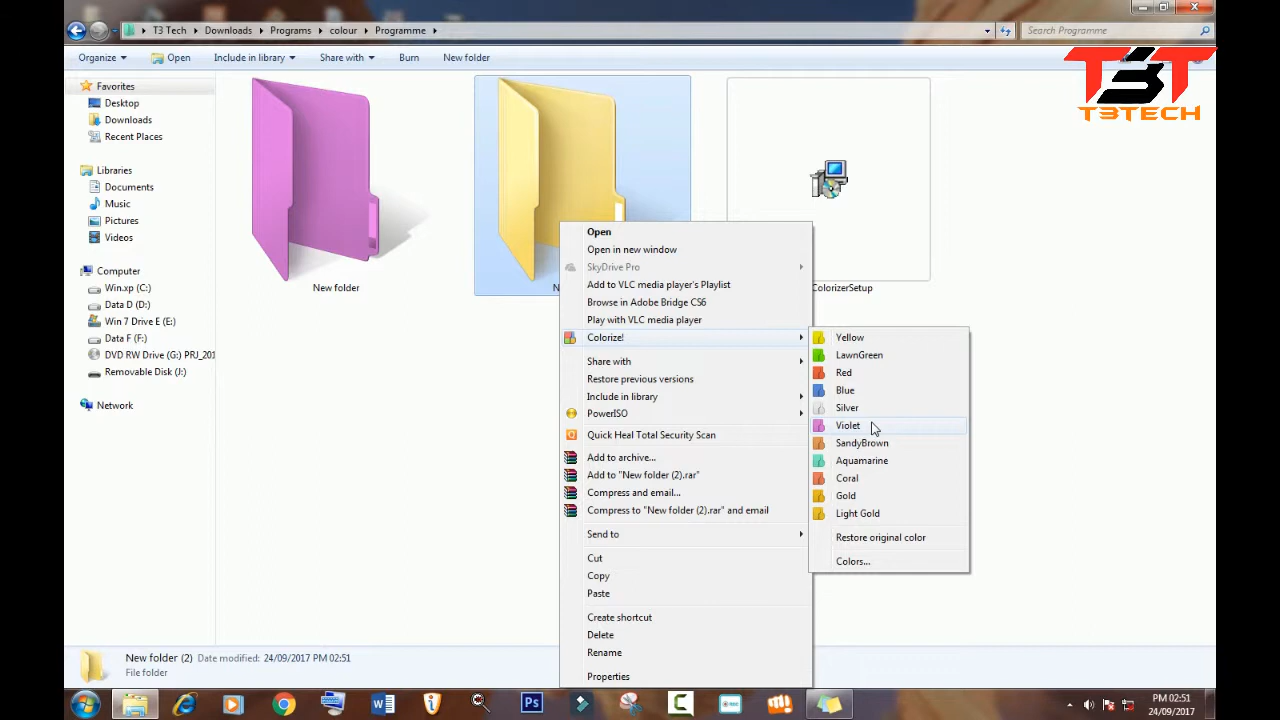 T3 Tech
Downloads
Programs
colour
Programme
Search Programme
Organize
Open
Include in library
Share with
Burn
New folder
T3T
T3TECH
Favorites
Desktop
Downloads
Recent Places
Libraries
Documents
Music
Pictures
Videos
Computer
Win.xp (C:)
Data D (D:)
Win 7 Drive E (E:)
Data F (F:)
DVD RW Drive (G:) PRJ_201
Removable Disk (J:)
Network
New folder
N
ColorizerSetup
Open
Open in new window
SkyDrive Pro
Add to VLC media player's Playlist
Browse in Adobe Bridge CS6
Play with VLC media player
Colorize!
Share with
Restore previous versions
Include in library
PowerISO
Quick Heal Total Security Scan
Add to archive...
Add to "New folder (2).rar"
Compress and email...
Compress to "New folder (2).rar" and email
Send to
Cut
Copy
Paste
Create shortcut
Delete
Rename
Properties
Yellow
LawnGreen
Red
Blue
Silver
Violet
SandyBrown
Aquamarine
Coral
Gold
Light Gold
Restore original color
Colors...
New folder (2) Date modified: 24/09/2017 PM 02:51
File folder
W
Ps
C
PM 02:51
24/09/2017